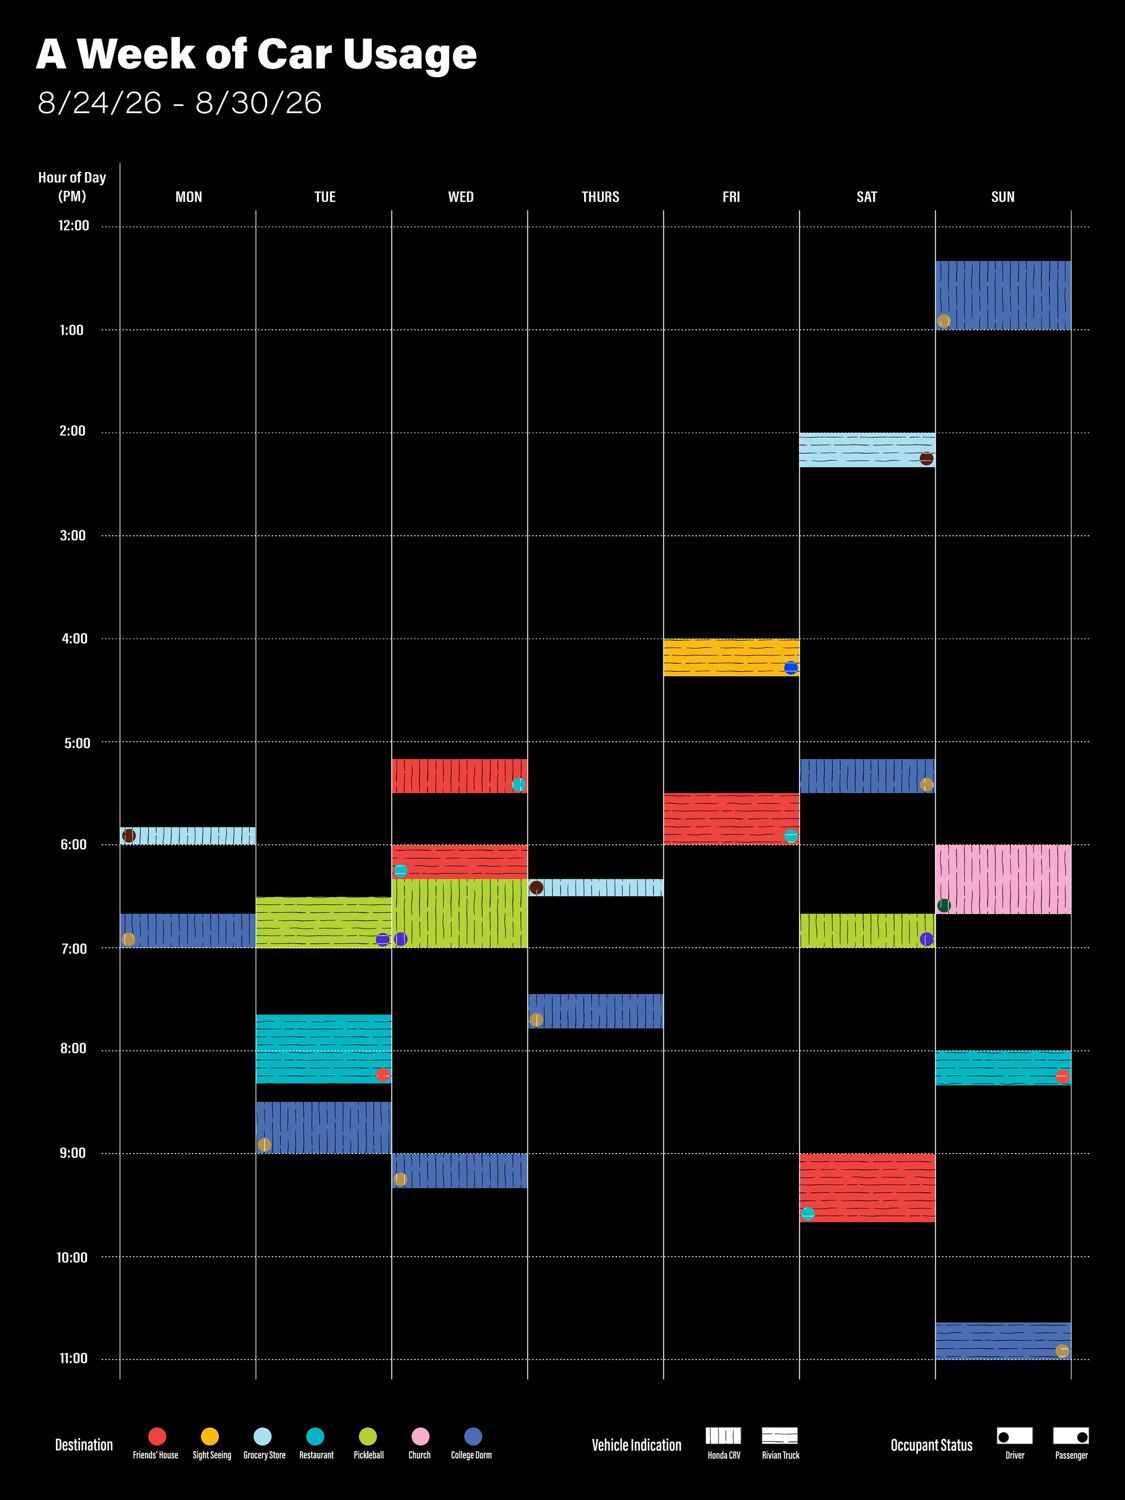 A Week of Car Usage
8/24/26 - 8/30/26
Hour of Day
(PM)
MON
TUE
WED
THURS
FRI
SAT
SUN
12:00
1:00
2:00
3:00
4:00
5:00
6:00
7:00
8:00
9:00
10:00
11:00
Destination
Friends' House
Sight Seeing
Grocery Store
Restaurant
Pickleball
Church
College Dorm
Vehicle Indication
Honda CRV
Rivian Truck
Occupant Status
Driver
Passenger